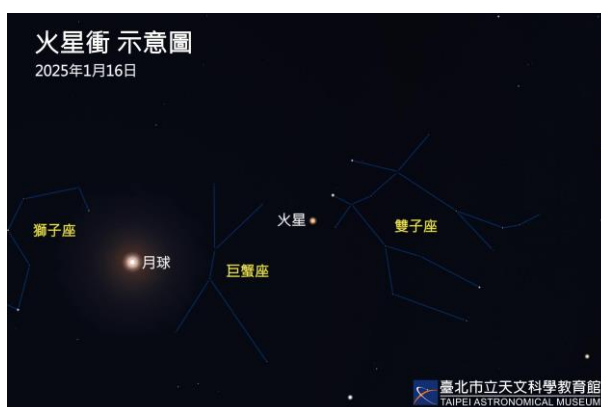 火星衝 示意圖
2025年1月16日
獅子座
月球
巨蟹座
火星
雙子座
臺北市立天文科學教育館
TAIPEI ASTRONOMICAL MUSEUM